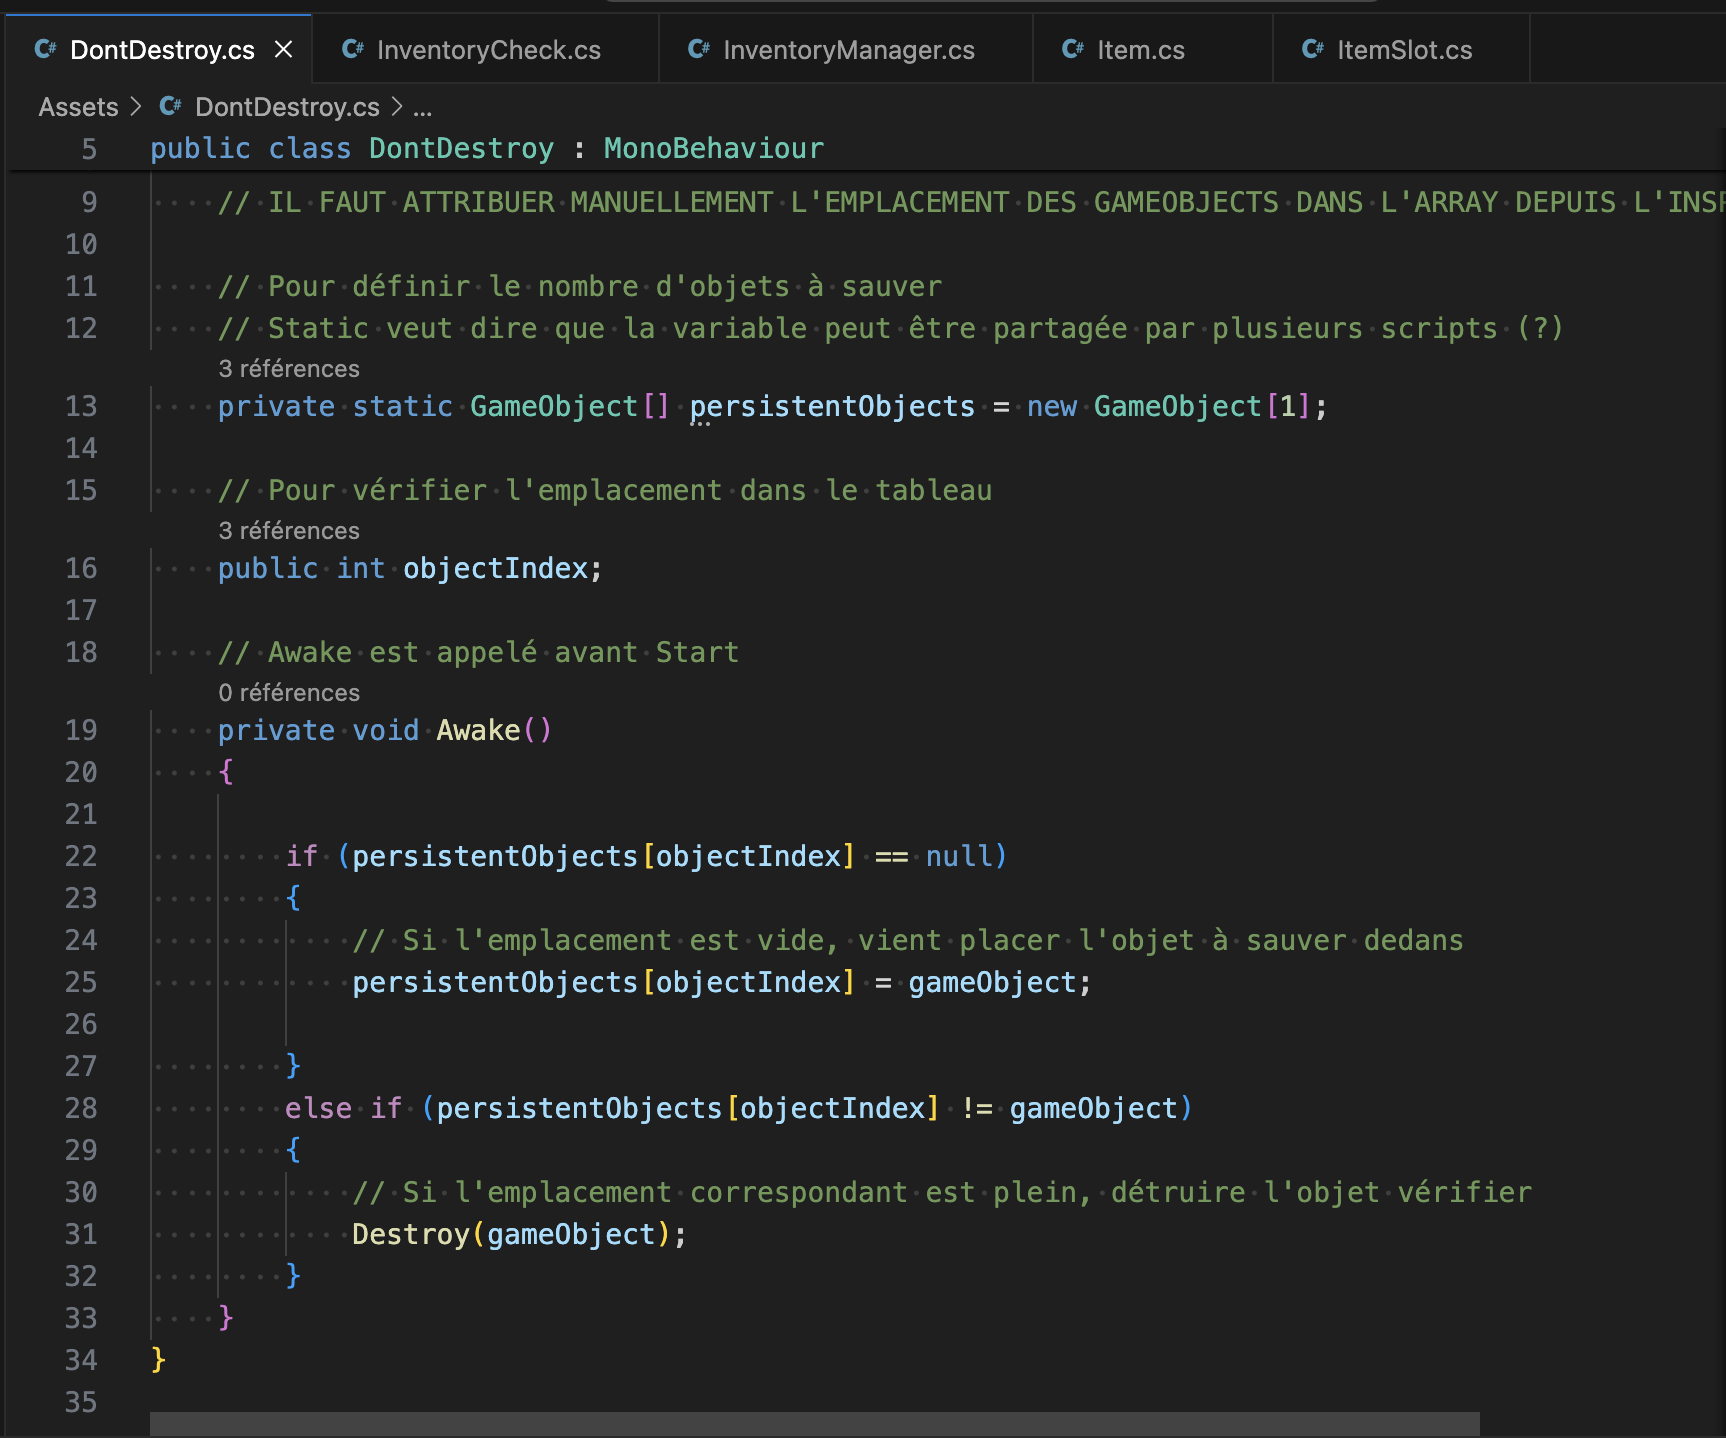 DontDestroy.cs
InventoryCheck.cs
InventoryManager.cs
Item.cs
ItemSlot.cs
Assets > DontDestroy.cs > ...
5 public class DontDestroy : MonoBehaviour
9 // IL FAUT ATTRIBUER MANUELLEMENT L'EMPLACEMENT DES GAMEOBJECTS DANS L'ARRAY DEPUIS
10
11 // Pour définir le nombre d'objets à sauver
12 // Static veut dire que la variable peut être partagée par plusieurs scripts (?)
3 références
13 private static GameObject[] persistentObjects = new GameObject[1];
14
15 // Pour vérifier l'emplacement dans le tableau
3 références
16 public int objectIndex;
17
18 // Awake est appelé avant Start
0 références
19 private void Awake()
20 {
21
22 if (persistentObjects[objectIndex] == null)
23 {
24 // Si l'emplacement est vide, vient placer l'objet à sauver dedans
25 persistentObjects[objectIndex] = gameObject;
26
27 }
28 else if (persistentObjects[objectIndex] != gameObject)
29 {
30 // Si l'emplacement correspondant est plein, détruire l'objet vérifier
31 Destroy(gameObject);
32 }
33 }
34 }
35